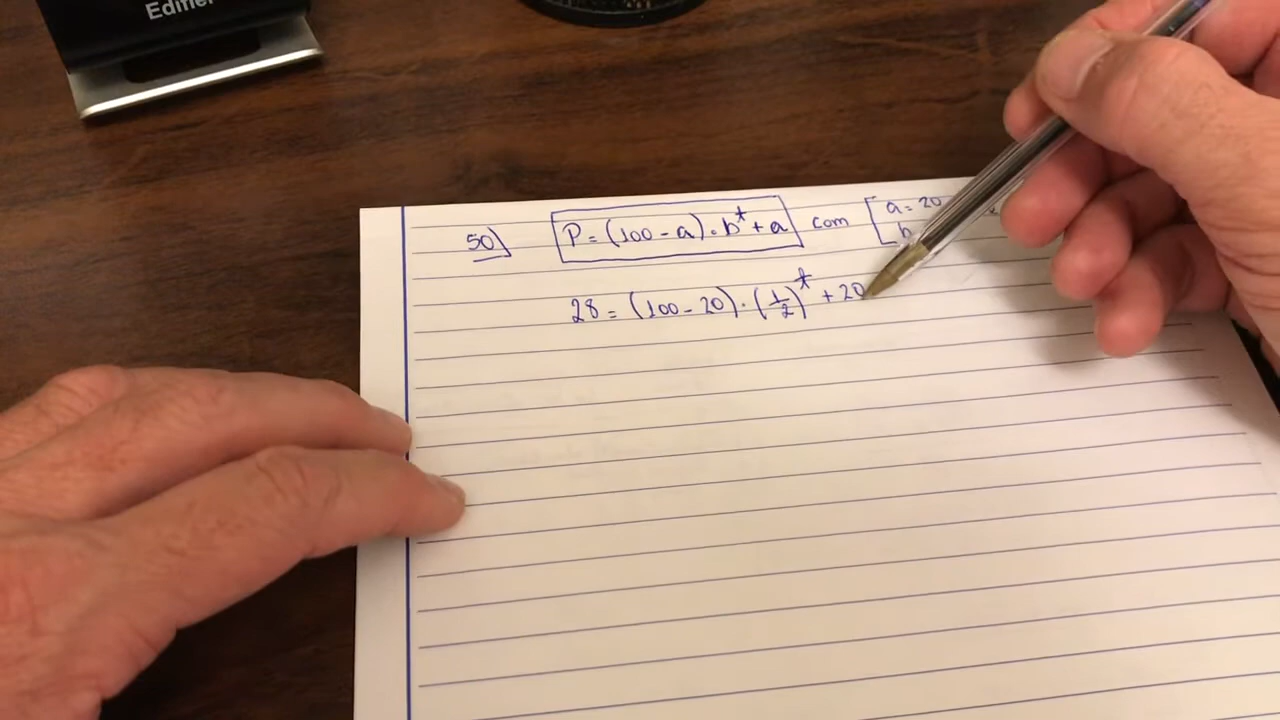 Edifier
50) P = (100 - a) · b^t + a com [ a = 20
b
28 = (100 - 20) · (1/2)^t + 20